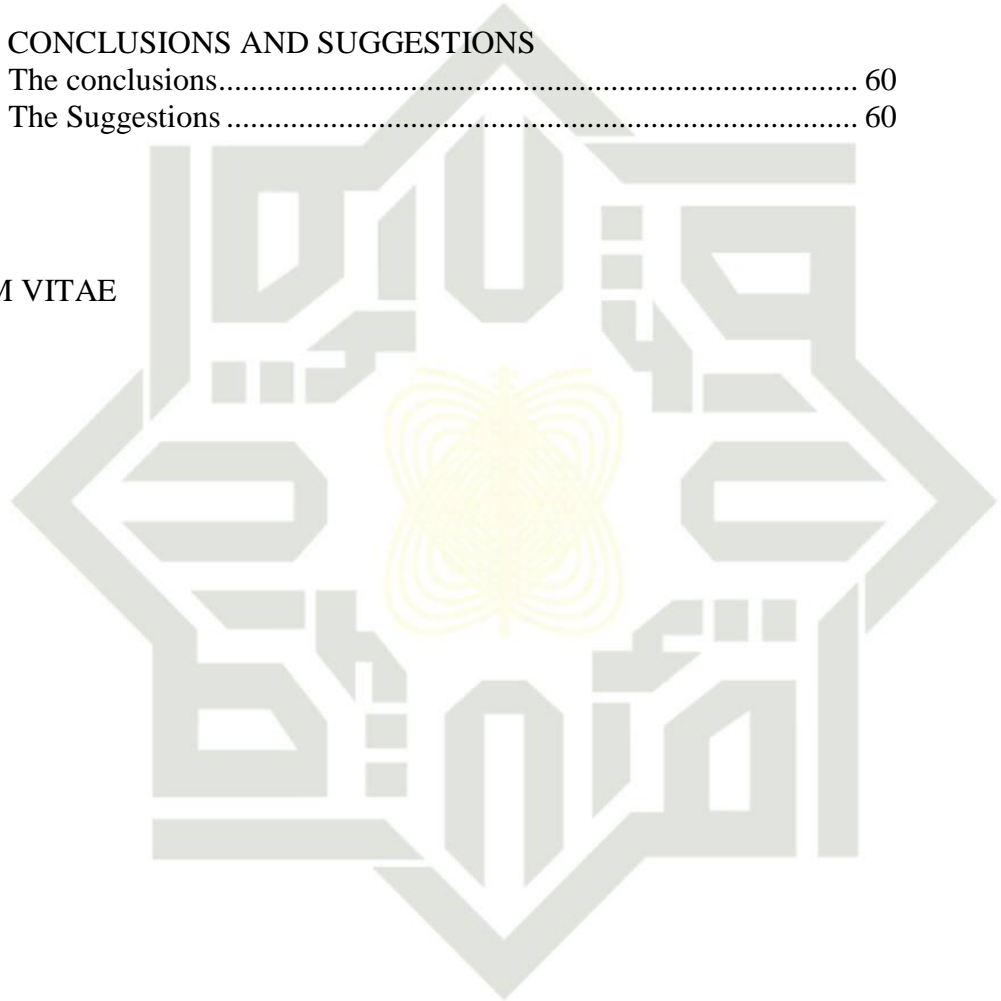 CONCLUSIONS AND SUGGESTIONS
The conclusions................................................................................ 60
The Suggestions ............................................................................... 60
M VITAE